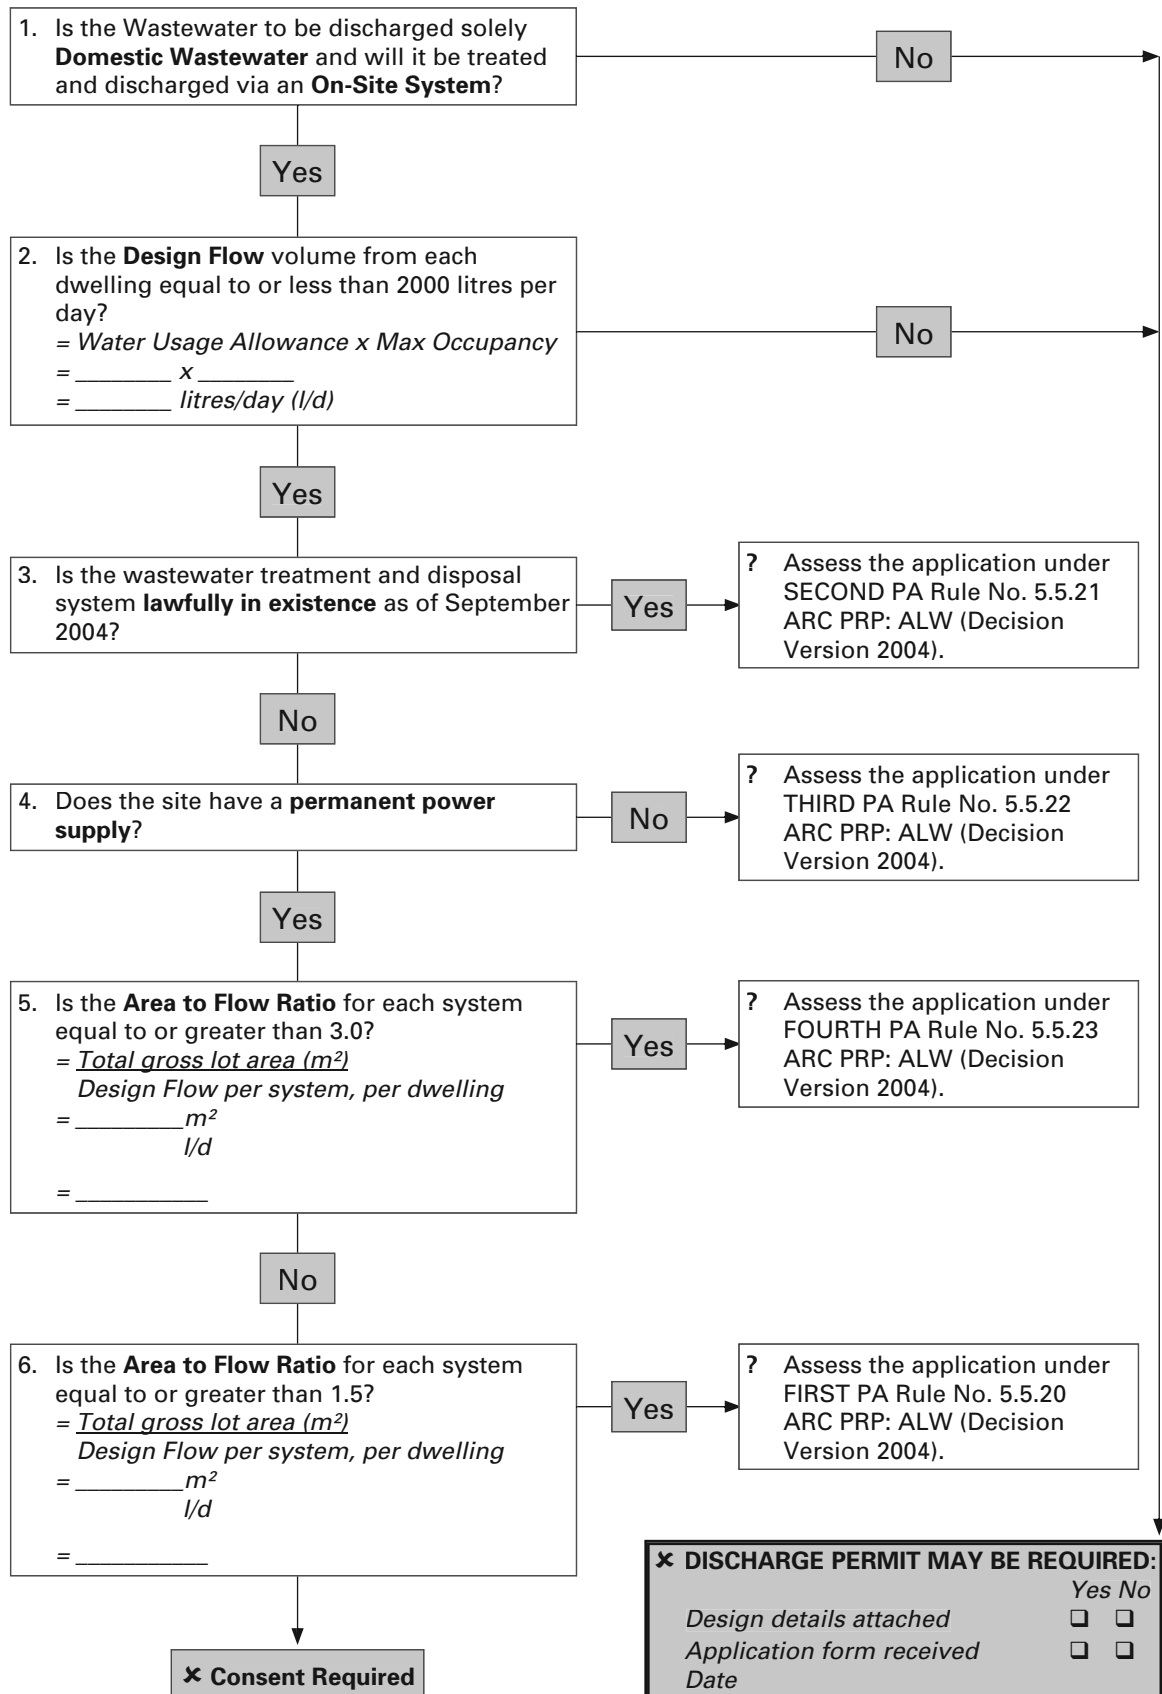 1. Is the Wastewater to be discharged solely
Domestic Wastewater and will it be treated
and discharged via an On-Site System?
No
Yes
2. Is the Design Flow volume from each
dwelling equal to or less than 2000 litres per
day?
= Water Usage Allowance x Max Occupancy
= ________ x ________
= ________ litres/day (l/d)
No
Yes
3. Is the wastewater treatment and disposal
system lawfully in existence as of September
2004?
Yes
? Assess the application under
SECOND PA Rule No. 5.5.21
ARC PRP: ALW (Decision
Version 2004).
No
4. Does the site have a permanent power
supply?
No
? Assess the application under
THIRD PA Rule No. 5.5.22
ARC PRP: ALW (Decision
Version 2004).
Yes
5. Is the Area to Flow Ratio for each system
equal to or greater than 3.0?
= Total gross lot area (m²)
Design Flow per system, per dwelling
= _________m²
l/d
= ___________
Yes
? Assess the application under
FOURTH PA Rule No. 5.5.23
ARC PRP: ALW (Decision
Version 2004).
No
6. Is the Area to Flow Ratio for each system
equal to or greater than 1.5?
= Total gross lot area (m²)
Design Flow per system, per dwelling
= _________m²
l/d
= ___________
Yes
? Assess the application under
FIRST PA Rule No. 5.5.20
ARC PRP: ALW (Decision
Version 2004).
✘ Consent Required
✘ DISCHARGE PERMIT MAY BE REQUIRED:
Yes No
Design details attached ❑ ❑
Application form received ❑ ❑
Date